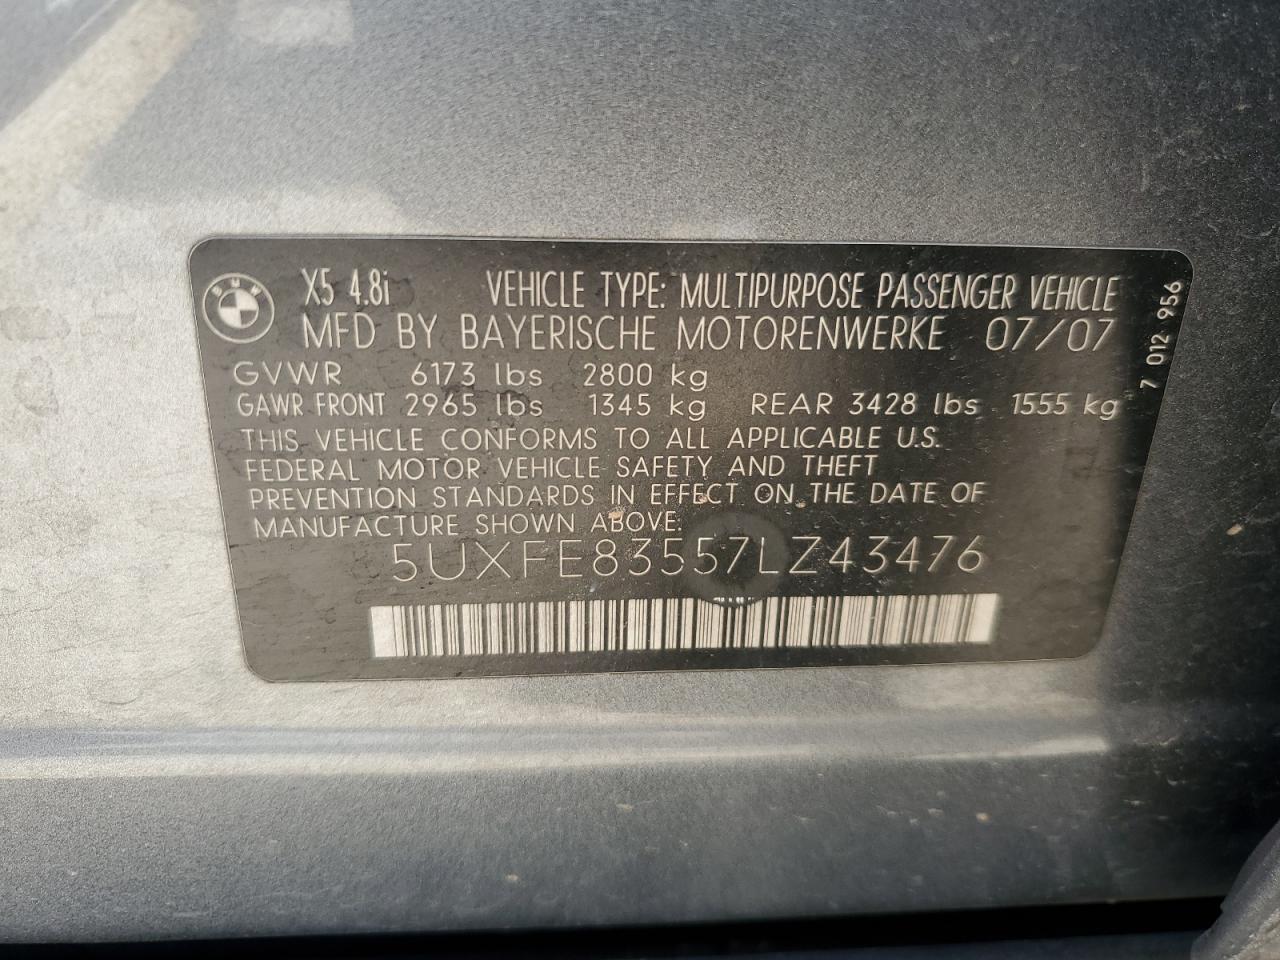 BMW
X5 4.8i VEHICLE TYPE: MULTIPURPOSE PASSENGER VEHICLE
MFD BY BAYERISCHE MOTORENWERKE 07/07
GVWR 6173 lbs 2800 kg
GAWR FRONT 2965 lbs 1345 kg REAR 3428 lbs 1555 kg
THIS VEHICLE CONFORMS TO ALL APPLICABLE U.S.
FEDERAL MOTOR VEHICLE SAFETY AND THEFT
PREVENTION STANDARDS IN EFFECT ON THE DATE OF
MANUFACTURE SHOWN ABOVE.
5UXFE83557LZ43476
7 012 956